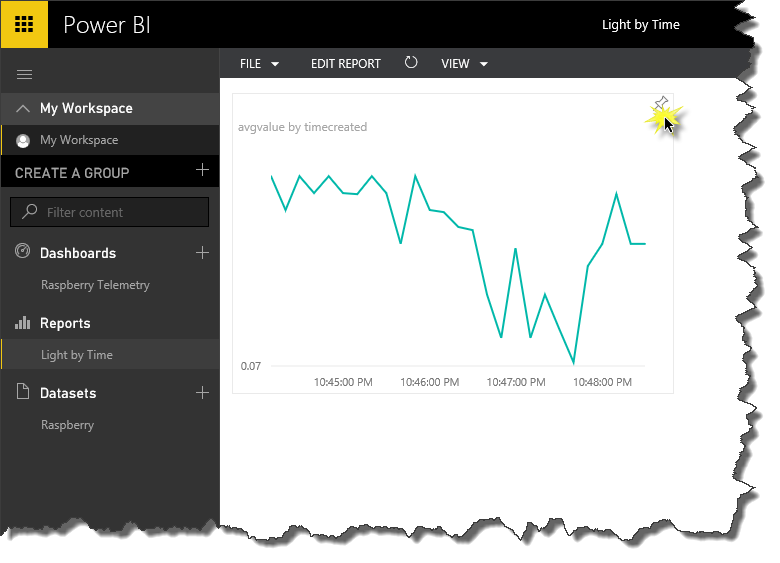 Power BI
Light by Time
FILE
EDIT REPORT
VIEW
My Workspace
My Workspace
CREATE A GROUP
Filter content
Dashboards
Raspberry Telemetry
Reports
Light by Time
Datasets
Raspberry
avgvalue by timecreated
0.07
10:45:00 PM 10:46:00 PM 10:47:00 PM 10:48:00 PM